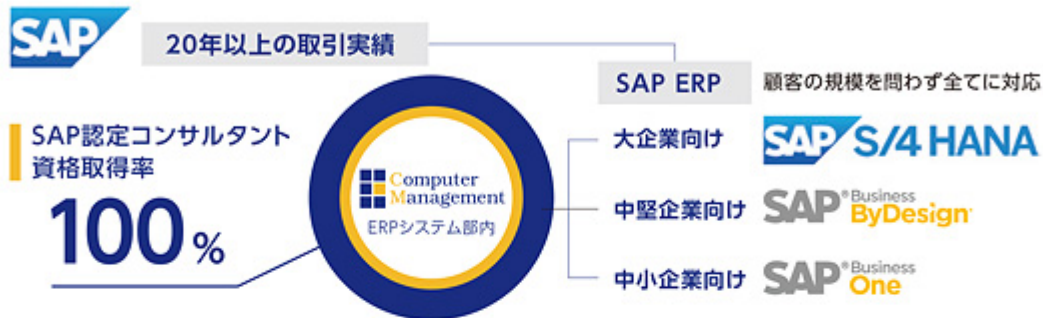 SAP
20年以上の取引実績
SAP ERP
顧客の規模を問わず全てに対応
SAP認定コンサルタント
資格取得率
100%
Computer
Management
ERPシステム部内
大企業向け
SAP S/4 HANA
中堅企業向け
SAP® Business
ByDesign®
中小企業向け
SAP® Business
One